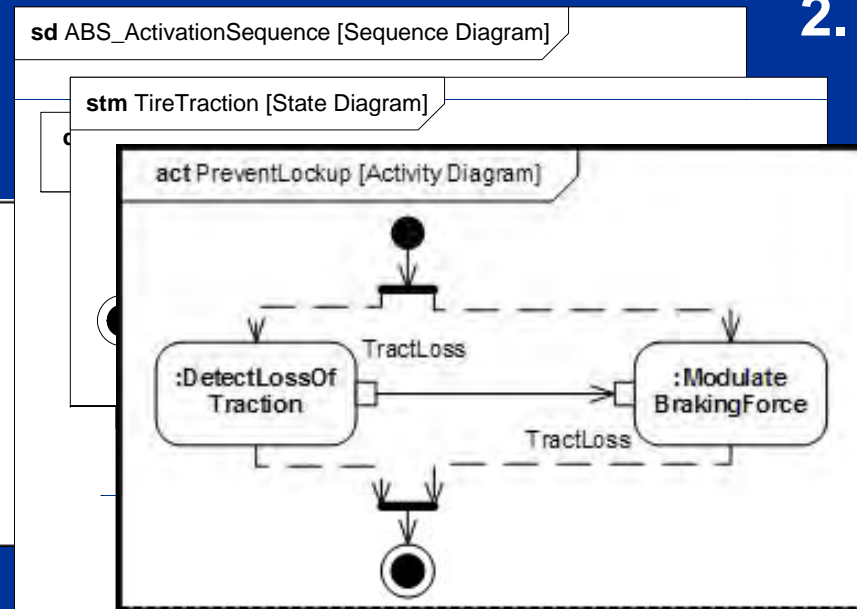 2.
sd ABS_ActivationSequence [Sequence Diagram]
stm TireTraction [State Diagram]
act PreventLockup [Activity Diagram]
TractLoss
:DetectLossOf
Traction
:Modulate
BrakingForce
TractLoss